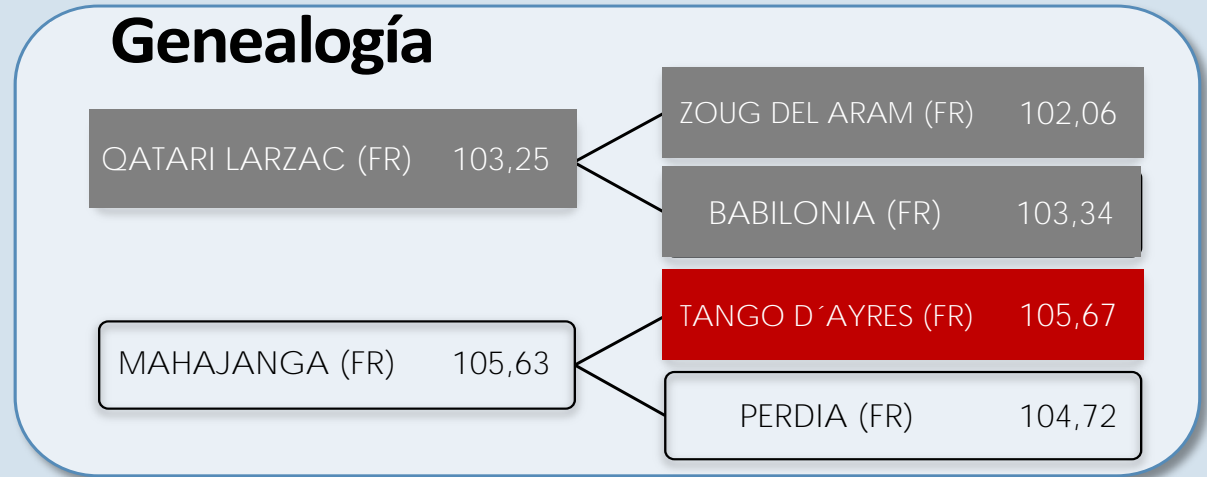 Genealogía
ZOUG DEL ARAM (FR) 102,06
QATARI LARZAC (FR) 103,25
BABILONIA (FR) 103,34
TANGO D´AYRES (FR) 105,67
MAHAJANGA (FR) 105,63
PERDIA (FR) 104,72